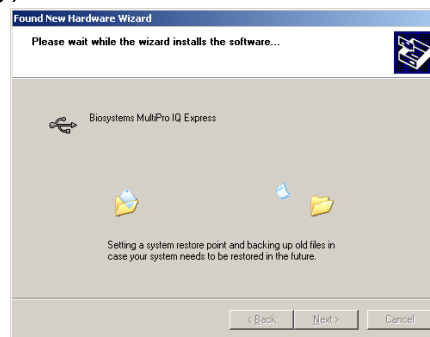 Found New Hardware Wizard
Please wait while the wizard installs the software...
Biosystems MultiPro IQ Express
Setting a system restore point and backing up old files in
case your system needs to be restored in the future.
< Back
Next >
Cancel